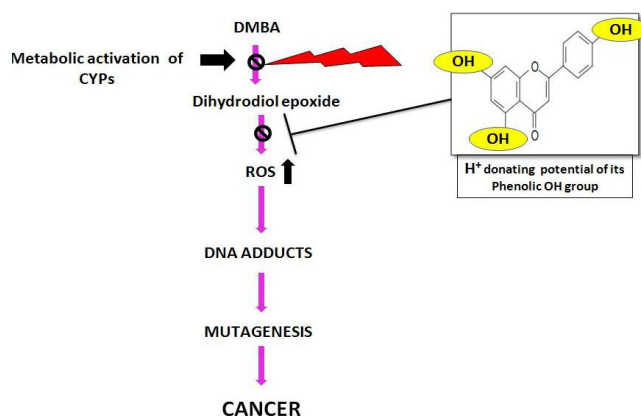 DMBA
Metabolic activation of
CYPs
Dihydrodiol epoxide
ROS
DNA ADDUCTS
MUTAGENESIS
CANCER
OH
OH
O
O
OH
H+ donating potential of its
Phenolic OH group